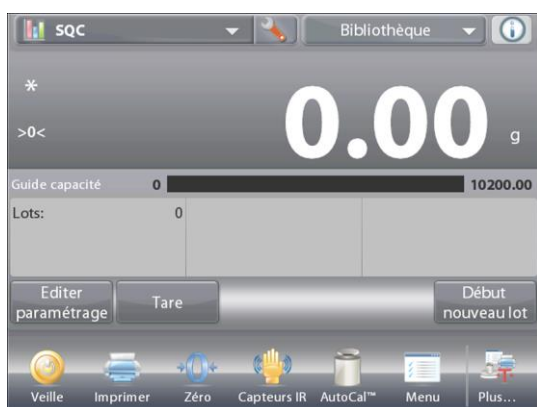 SQC
Bibliothèque
*
>0<
0.00 g
Guide capacité 0 10200.00
Lots: 0
Editer paramétrage
Tare
Début nouveau lot
Veille Imprimer Zéro Capteurs IR AutoCal™ Menu Plus...